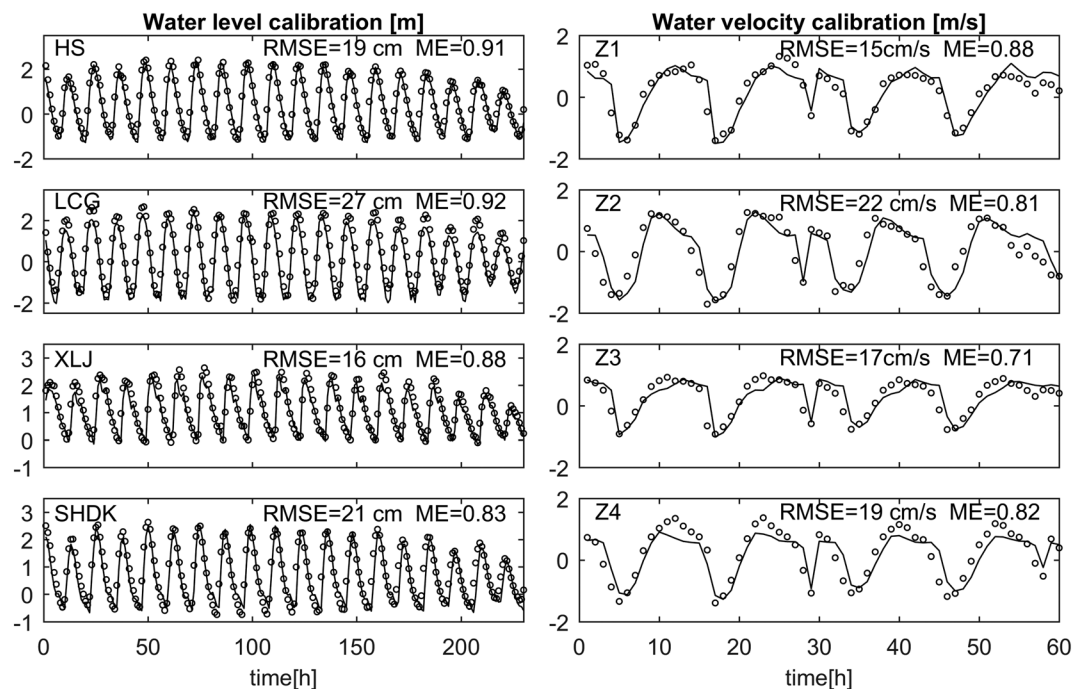 Water level calibration [m]
HS RMSE=19 cm ME=0.91
2
0
-2
LCG RMSE=27 cm ME=0.92
2
0
-2
XLJ RMSE=16 cm ME=0.88
3
2
1
0
-1
SHDK RMSE=21 cm ME=0.83
3
2
1
0
-1
0 50 100 150 200
time[h]
Water velocity calibration [m/s]
2
Z1 RMSE=15cm/s ME=0.88
0
-2
2
Z2 RMSE=22 cm/s ME=0.81
0
-2
2
Z3 RMSE=17cm/s ME=0.71
0
-2
2
Z4 RMSE=19 cm/s ME=0.82
0
-2
0 10 20 30 40 50 60
time[h]